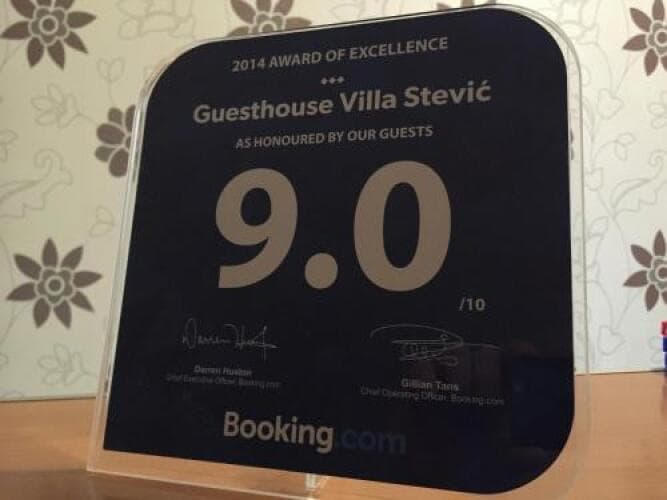 2014 AWARD OF EXCELLENCE
Guesthouse Villa Stević
AS HONOURED BY OUR GUESTS
9.0
/10
Darren Huston
Chief Executive Officer, Booking.com
Gillian Tans
Chief Operating Officer, Booking.com
Booking.com